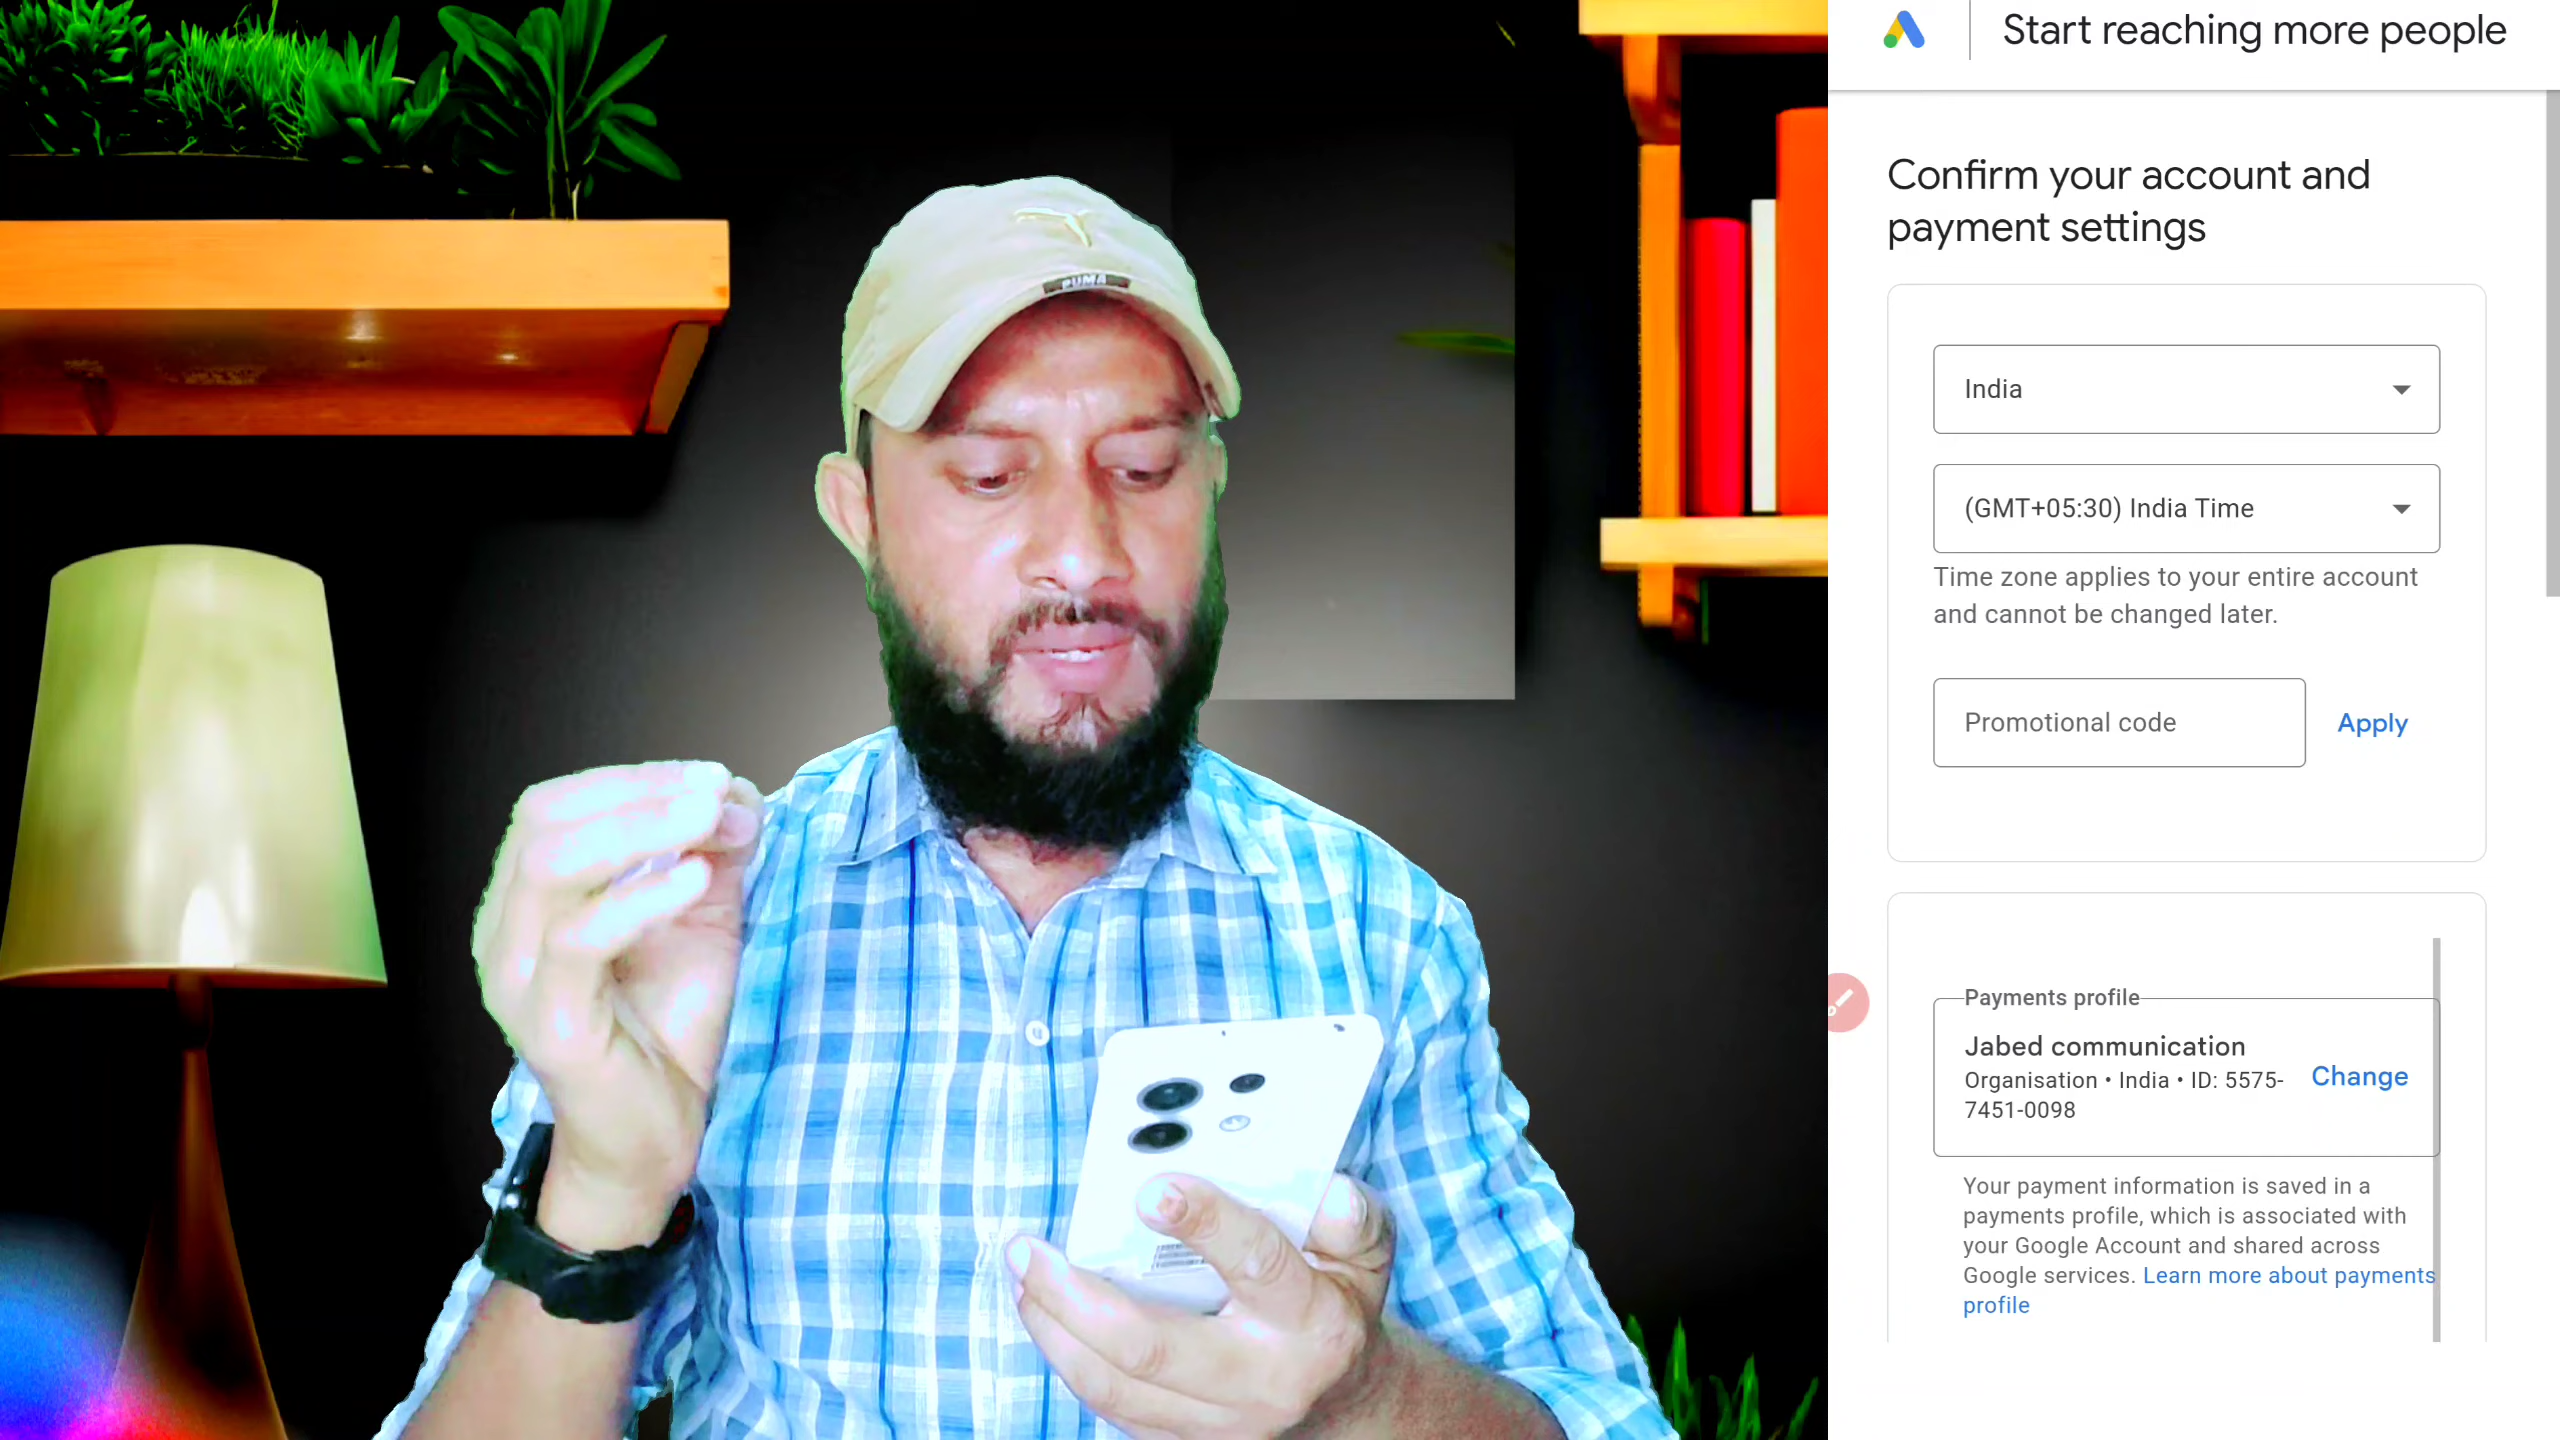 Start reaching more people
Confirm your account and
payment settings
India
(GMT+05:30) India Time
Time zone applies to your entire account
and cannot be changed later.
Promotional code
Apply
Payments profile
Jabed communication
Organisation • India • ID: 5575-
7451-0098
Change
Your payment information is saved in a
payments profile, which is associated with
your Google Account and shared across
Google services. Learn more about payments
profile
PUMA